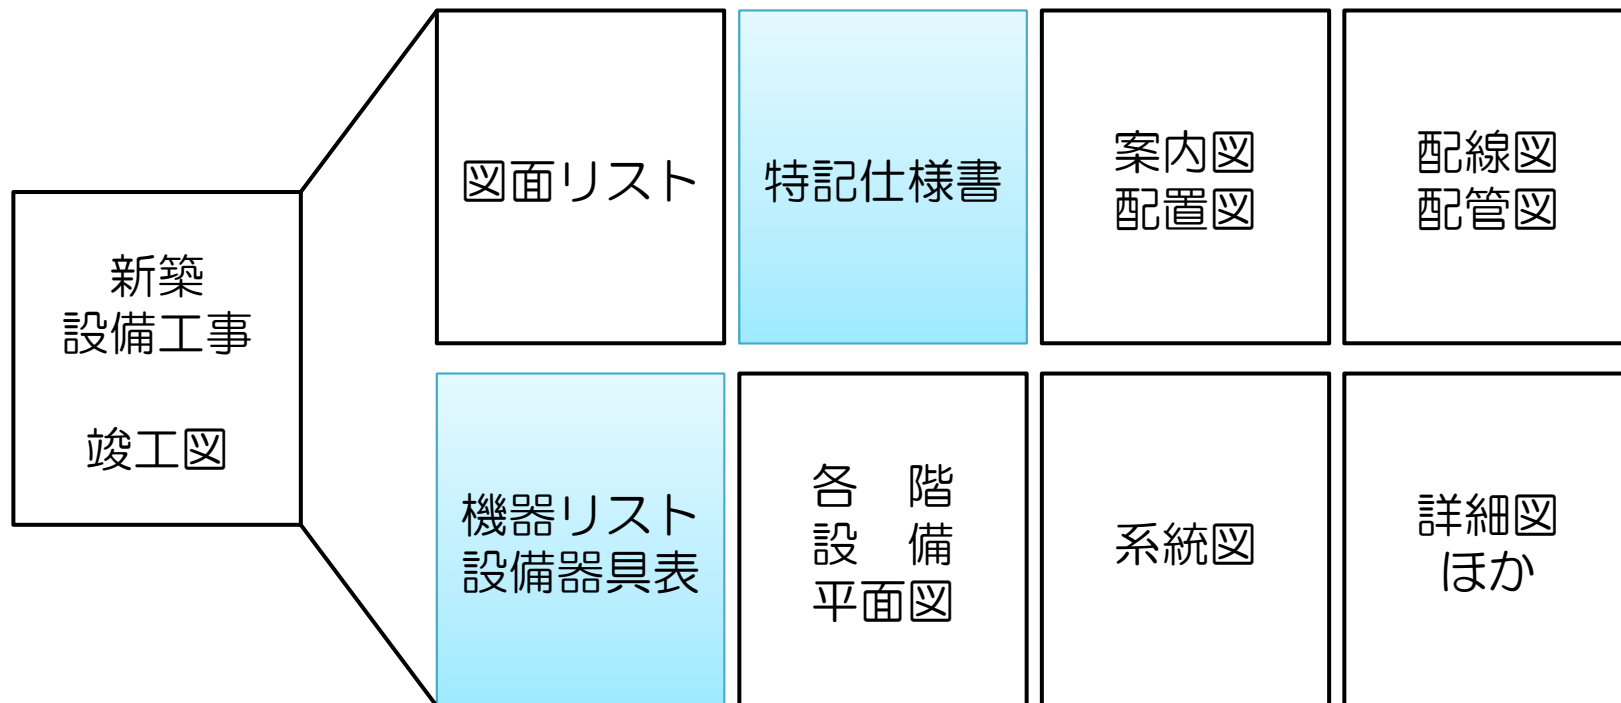 新築
設備工事
竣工図
図面リスト
特記仕様書
案内図
配置図
配線図
配管図
機器リスト
設備器具表
各　階
設　備
平面図
系統図
詳細図
ほか